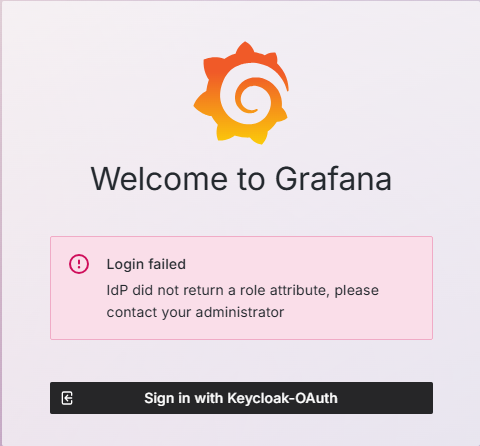 Welcome to Grafana
Login failed
IdP did not return a role attribute, please
contact your administrator
Sign in with Keycloak-OAuth